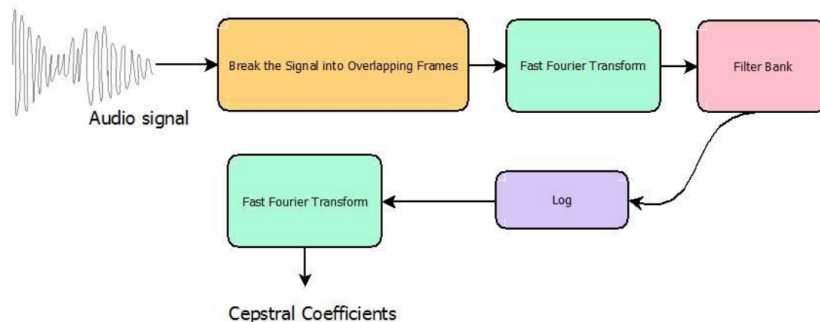 Break the Signal into Overlapping Frames
Fast Fourier Transform
Filter Bank
Audio signal
Fast Fourier Transform
Log
Cepstral Coefficients